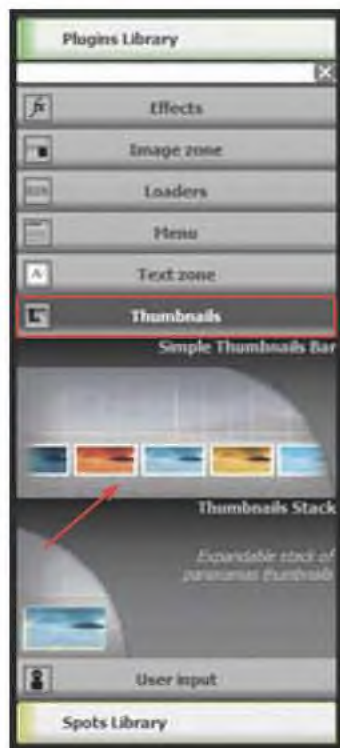 Plugins Library
Effects
Image zone
Loaders
Menu
Text zone
Thumbnails
Simple Thumbnails Bar
Thumbnails Stack
Expandable stack of
panoramas thumbnails
User input
Spots Library